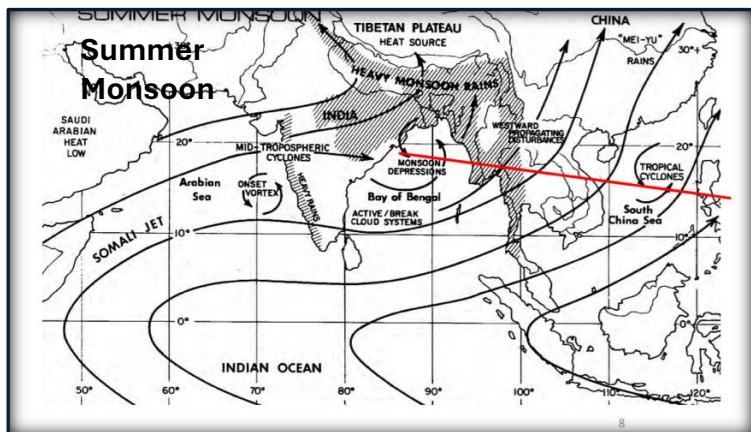 SUMMER MONSOON
Summer
Monsoon
TIBETAN PLATEAU
HEAT SOURCE
CHINA
"MEI-YU"
RAINS
30°
HEAVY MONSOON RAINS
SAUDI
ARABIAN
HEAT
LOW
INDIA
WESTWARD
PROPAGATING
DISTURBANCES
20°
20°
20°
MID-TROPOSPHERIC
CYCLONES
MONSOON
DEPRESSIONS
TROPICAL
CYCLONES
Arabian
Sea
ONSET
VORTEX
HEAVY RAINS
Bay of Bengal
ACTIVE/BREAK
CLOUD SYSTEMS
South
China Sea
SOMALI JET
10°
10°
10°
0°
0°
0°
INDIAN OCEAN
50°
60°
70°
80°
90°
100°
110°
120°
8